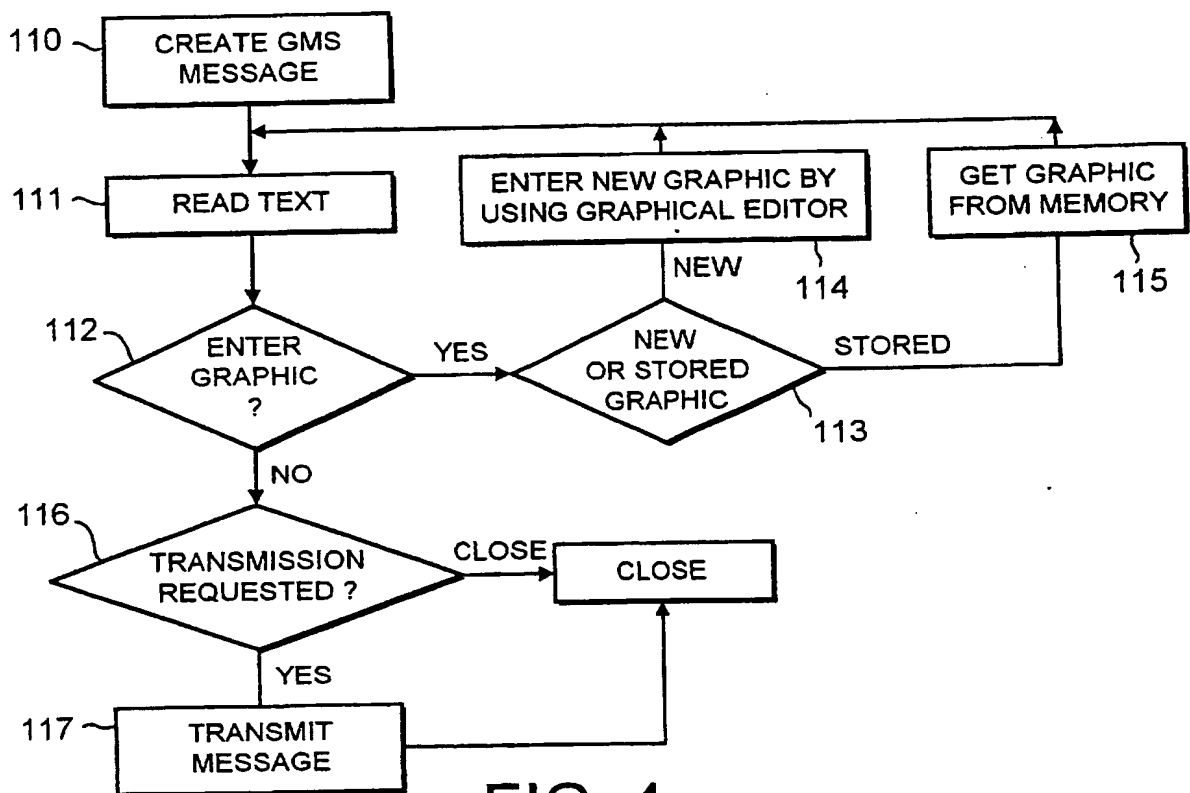 110
CREATE GMS
MESSAGE
111
READ TEXT
ENTER NEW GRAPHIC BY
USING GRAPHICAL EDITOR
114
GET GRAPHIC
FROM MEMORY
115
112
ENTER
GRAPHIC
?
YES
NEW
NEW
OR STORED
GRAPHIC
113
STORED
NO
116
TRANSMISSION
REQUESTED ?
CLOSE
CLOSE
YES
117
TRANSMIT
MESSAGE